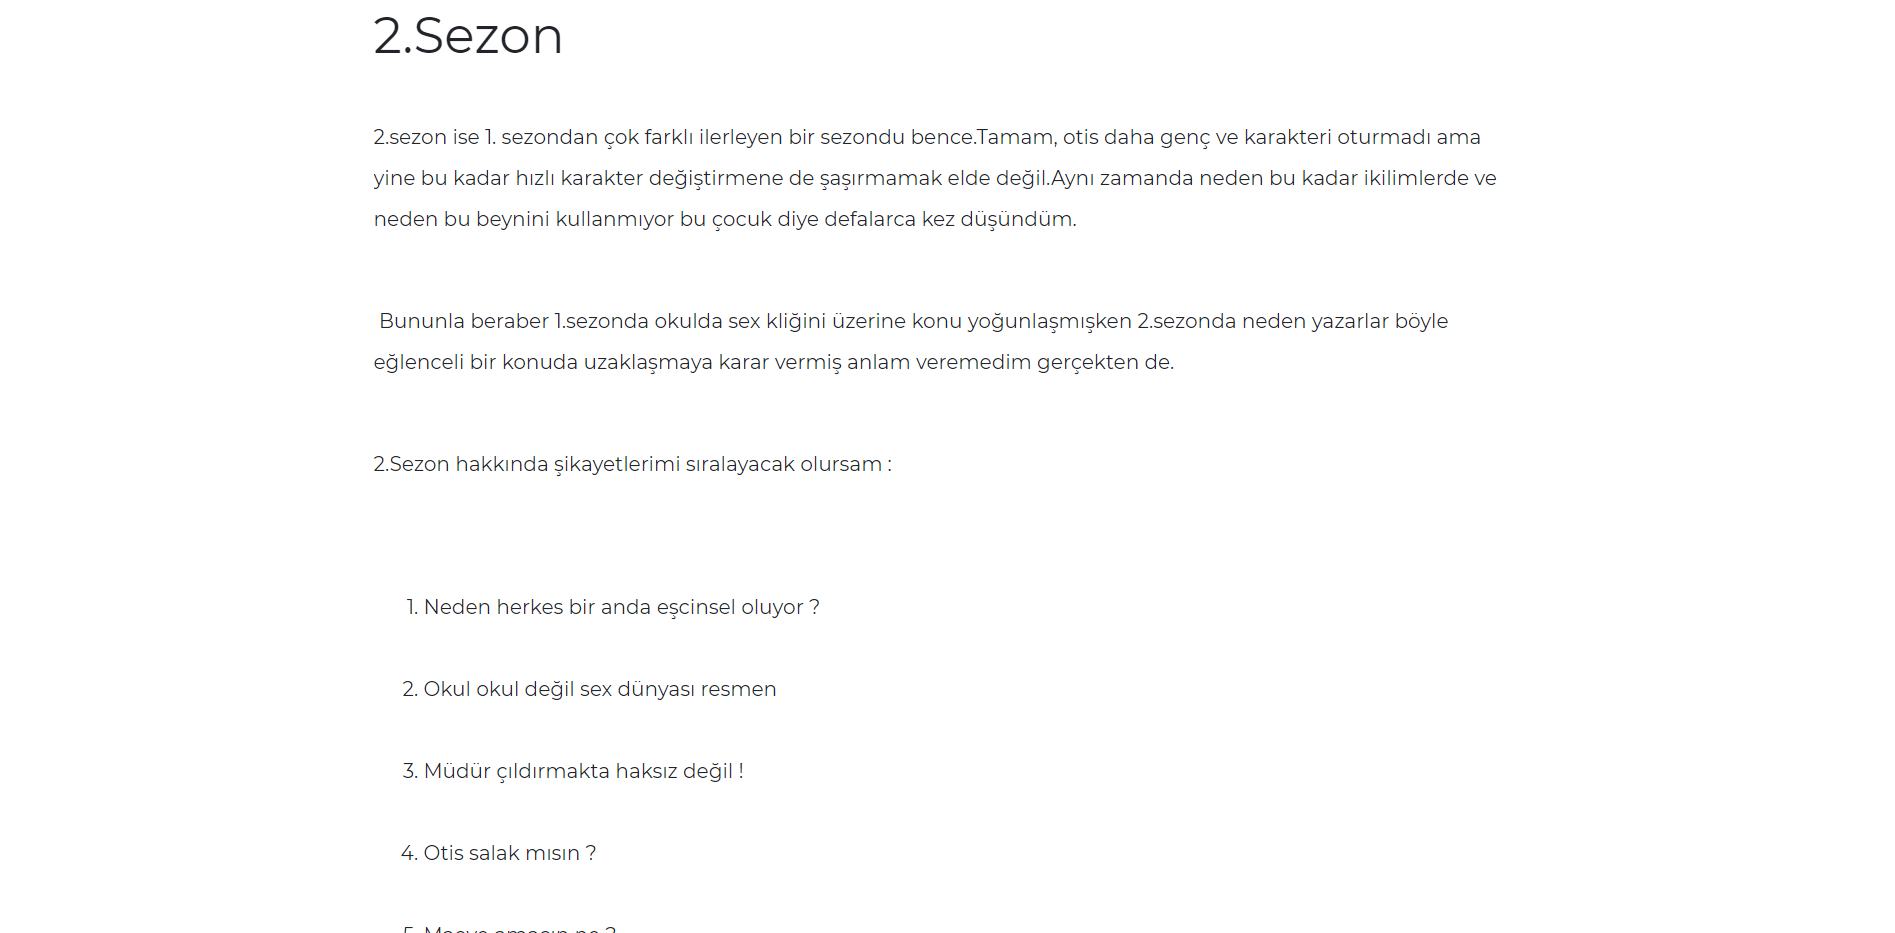 2.Sezon
2.sezon ise 1. sezondan çok farklı ilerleyen bir sezondu bence.Tamam, otis daha genç ve karakteri oturmadı ama
yine bu kadar hızlı karakter değiştirmene de şaşırmamak elde değil.Aynı zamanda neden bu kadar ikilimlerde ve
neden bu beynini kullanmıyor bu çocuk diye defalarca kez düşündüm.
Bununla beraber 1.sezonda okulda sex kliğini üzerine konu yoğunlaşmışken 2.sezonda neden yazarlar böyle
eğlenceli bir konuda uzaklaşmaya karar vermiş anlam veremedim gerçekten de.
2.Sezon hakkında şikayetlerimi sıralayacak olursam :
1. Neden herkes bir anda eşcinsel oluyor ?
2. Okul okul değil sex dünyası resmen
3. Müdür çıldırmakta haksız değil !
4. Otis salak mısın ?
5. Maeve amacın ne ?